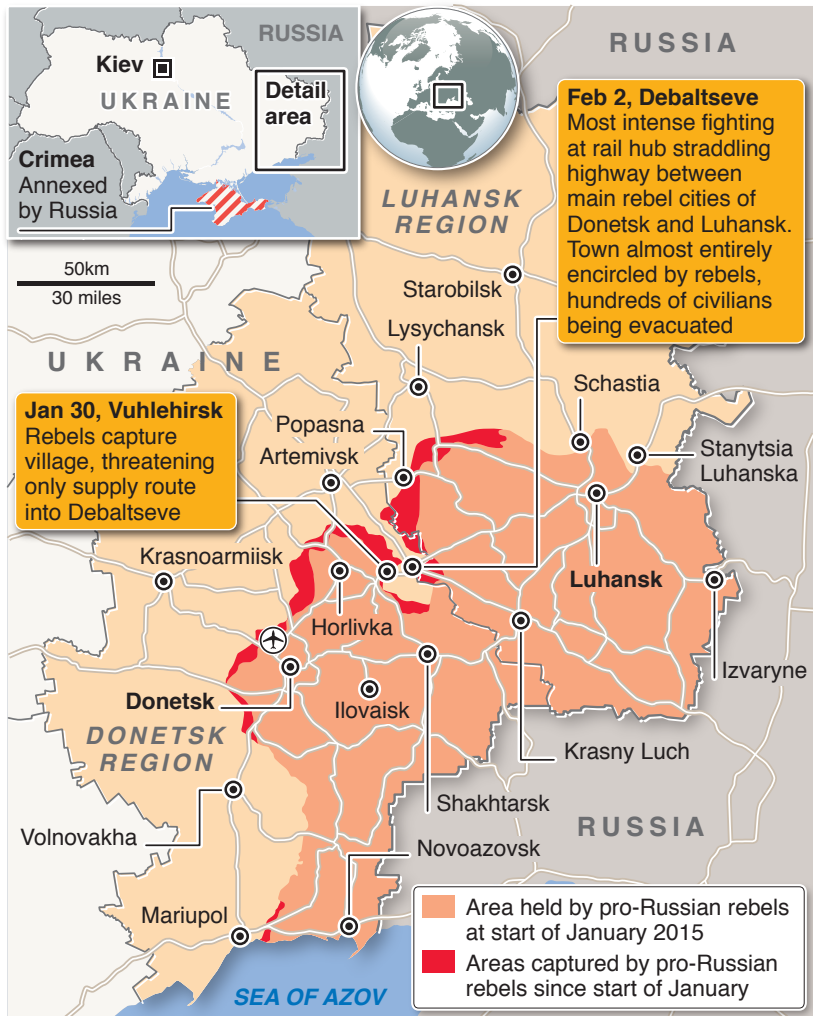 RUSSIA
Kiev
UKRAINE
Detail
area
Crimea
Annexed
by Russia
RUSSIA
Feb 2, Debaltseve
Most intense fighting
at rail hub straddling
highway between
main rebel cities of
Donetsk and Luhansk.
Town almost entirely
encircled by rebels,
hundreds of civilians
being evacuated
LUHANSK
REGION
50km
30 miles
Starobilsk
Lysychansk
UKRAINE
Schastia
Jan 30, Vuhlehirsk
Rebels capture
village, threatening
only supply route
into Debaltseve
Popasna
Artemivsk
Stanytsia
Luhanska
Krasnoarmiisk
Luhansk
Horlivka
Izvaryne
Donetsk
Ilovaisk
DONETSK
REGION
Krasny Luch
Shakhtarsk
RUSSIA
Volnovakha
Novoazovsk
Mariupol
Area held by pro-Russian rebels
at start of January 2015
Areas captured by pro-Russian
rebels since start of January
SEA OF AZOV